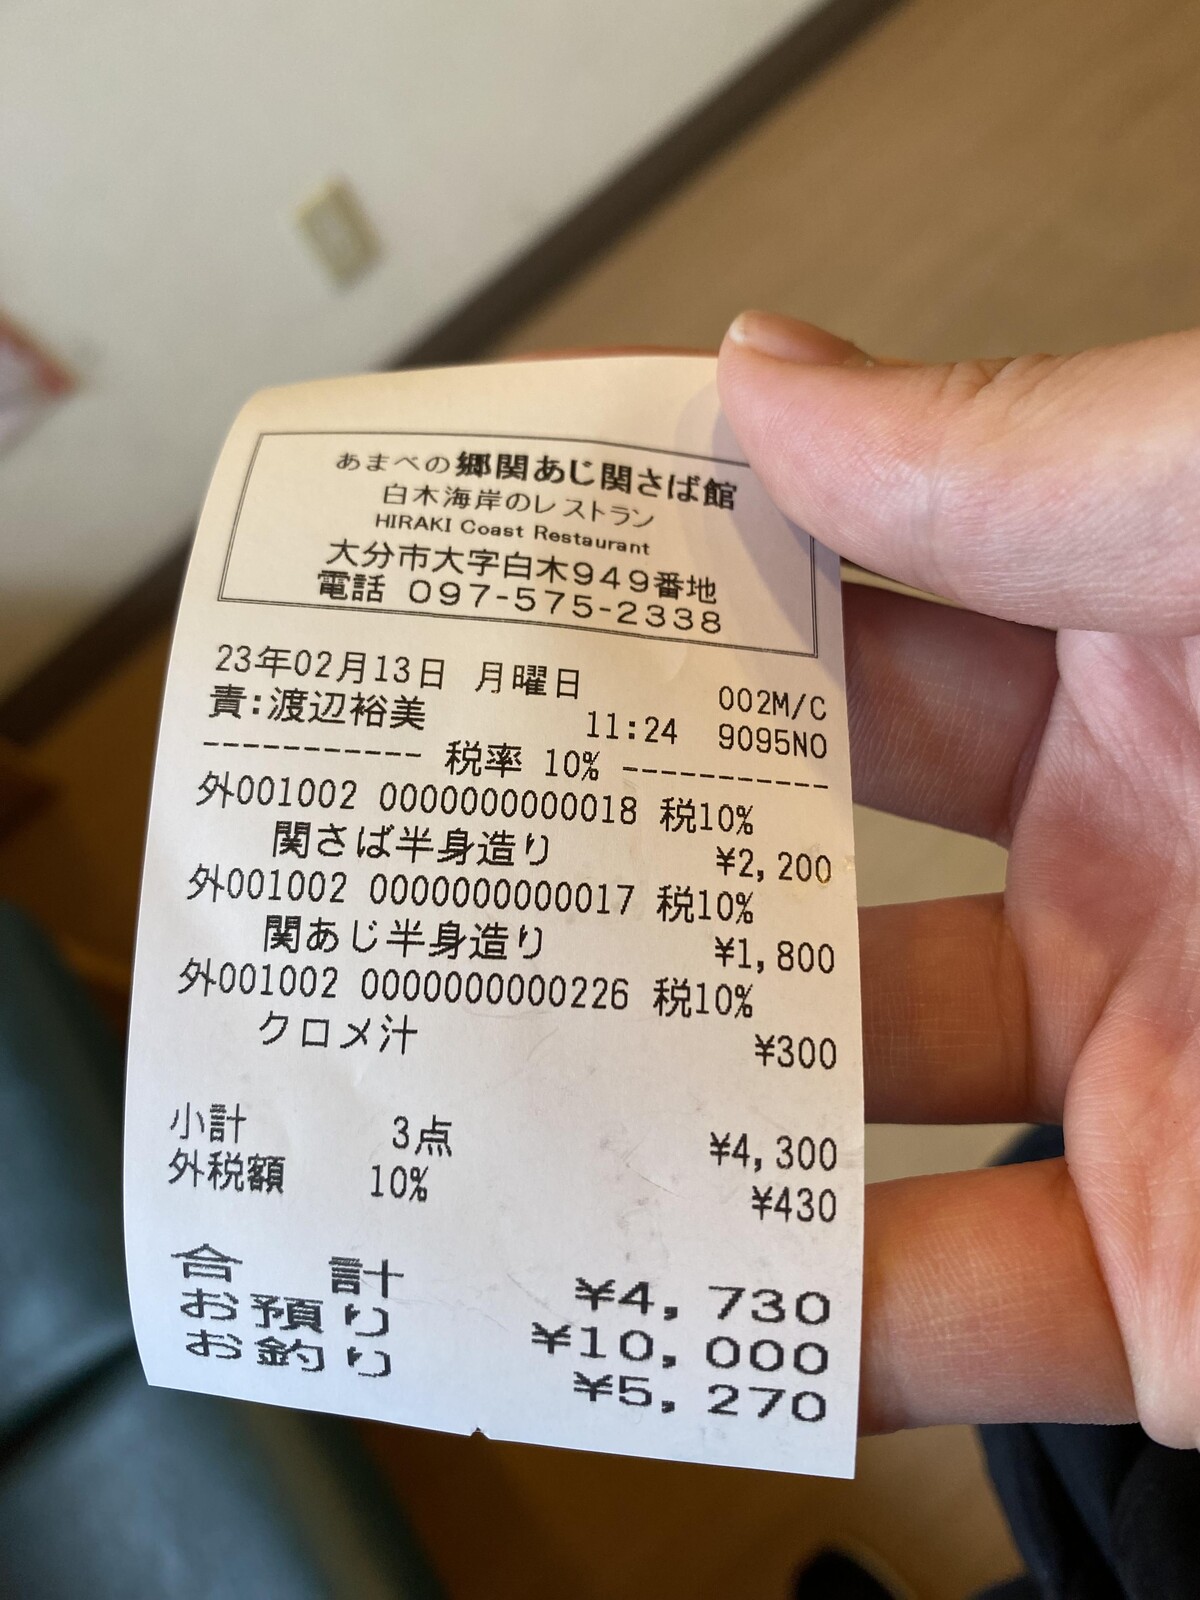 あまべの郷関あじ関さば館
白木海岸のレストラン
HIRAKI Coast Restaurant
大分市大字白木949番地
電話 097-575-2338
23年02月13日 月曜日 002M/C
責:渡辺裕美 11:24 9095NO
----------- 税率 10% -----------
外001002 0000000000018 税10%
関さば半身造り ¥2,200
外001002 0000000000017 税10%
関あじ半身造り ¥1,800
外001002 0000000000226 税10%
クロメ汁 ¥300
小計 3点 ¥4,300
外税額 10% ¥430
合 計 ¥4,730
お預り ¥10,000
お釣り ¥5,270